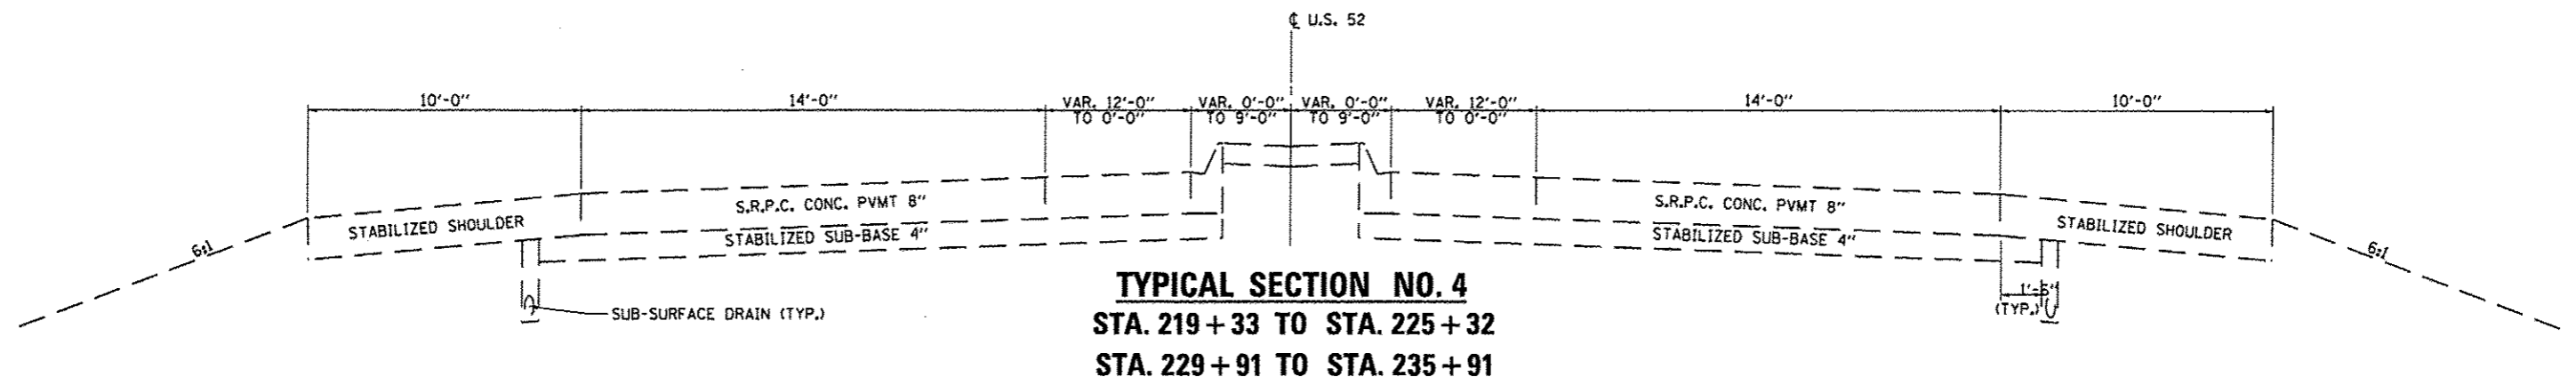 ℄ U.S. 52
10'-0" 14'-0" VAR. 12'-0" VAR. 0'-0" VAR. 0'-0" VAR. 12'-0" 14'-0" 10'-0"
TO 0'-0" TO 9'-0" TO 9'-0" TO 0'-0"
6:1 STABILIZED SHOULDER S.R.P.C. CONC. PVMT 8" S.R.P.C. CONC. PVMT 8" STABILIZED SHOULDER 6:1
STABILIZED SUB-BASE 4" STABILIZED SUB-BASE 4"
SUB-SURFACE DRAIN (TYP.) 1'-6"
(TYP.)
TYPICAL SECTION NO. 4
STA. 219+33 TO STA. 225+32
STA. 229+91 TO STA. 235+91